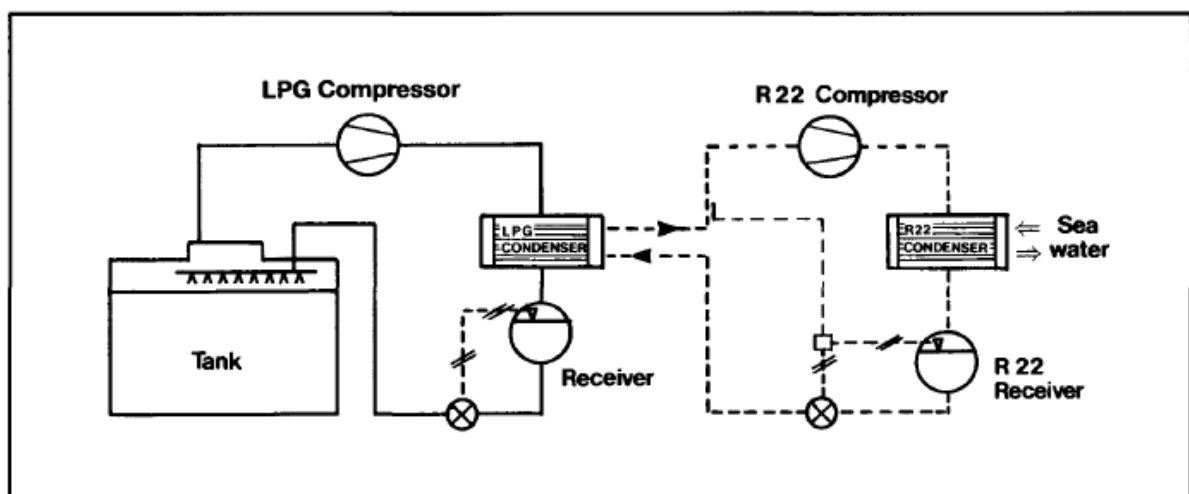 LPG Compressor
R 22 Compressor
LPG
CONDENSER
R22
CONDENSER
Sea
water
Tank
Receiver
R 22
Receiver